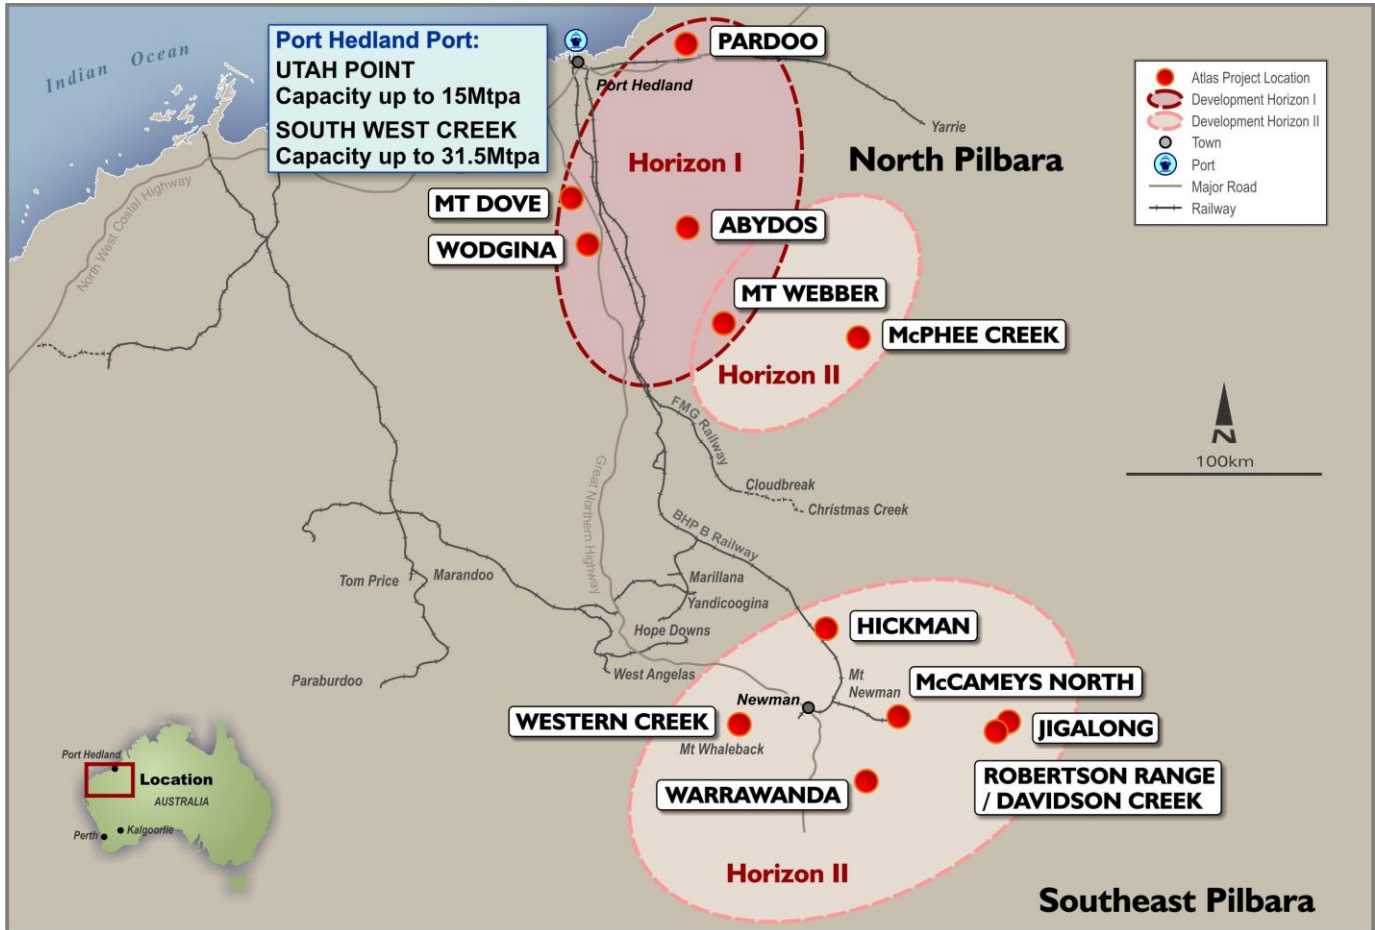 Indian Ocean
Port Hedland Port:
UTAH POINT
Capacity up to 15Mtpa
SOUTH WEST CREEK
Capacity up to 31.5Mtpa
PARDOO
Port Hedland
Yarrie
Horizon I
North Pilbara
Atlas Project Location
Development Horizon I
Development Horizon II
Town
Port
Major Road
Railway
North West Costal Highway
MT DOVE
WODGINA
ABYDOS
MT WEBBER
McPHEE CREEK
Horizon II
FMG Railway
N
100km
Cloudbreak
Christmas Creek
Great Northern Highway
BHP B Railway
Tom Price
Marandoo
Marillana
Yandicoogina
Hope Downs
West Angelas
Paraburdoo
HICKMAN
Mt
Newman
McCAMEYS NORTH
Newman
WESTERN CREEK
Mt Whaleback
JIGALONG
WARRAWANDA
ROBERTSON RANGE
/ DAVIDSON CREEK
Horizon II
Southeast Pilbara
Port Hedland
Location
AUSTRALIA
Perth
Kalgoorlie